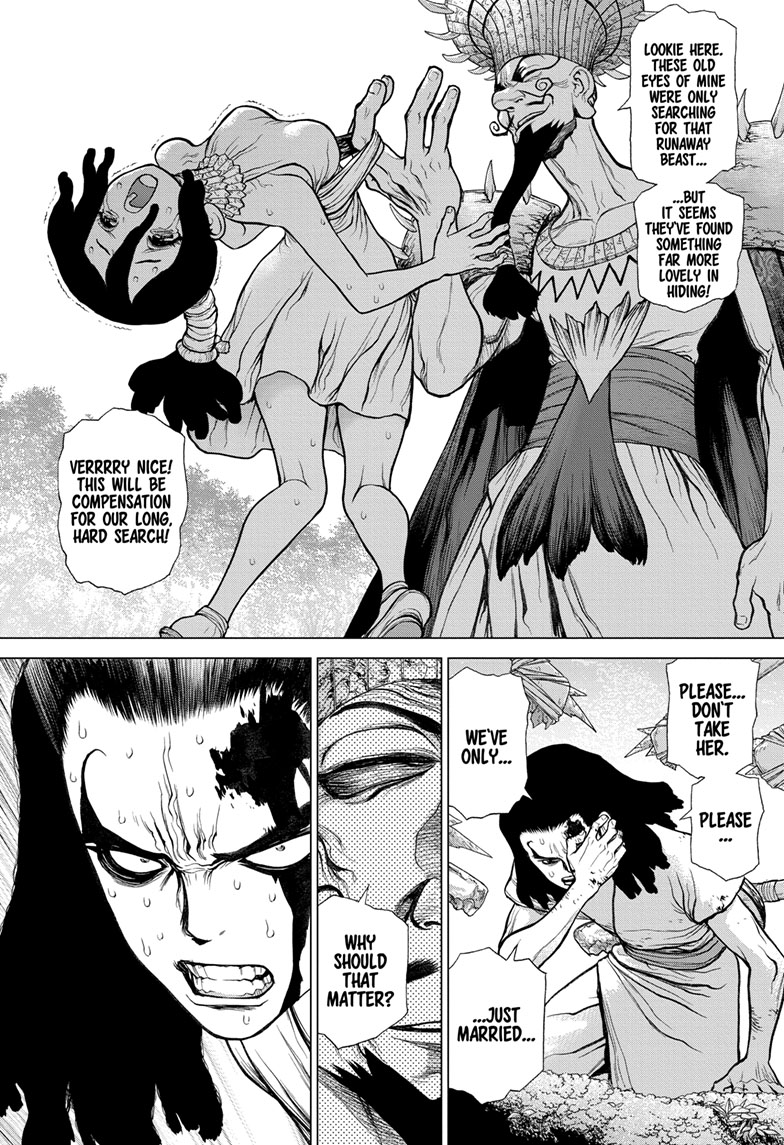 LOOKIE HERE.
THESE OLD
EYES OF MINE
WERE ONLY
SEARCHING
FOR THAT
RUNAWAY
BEAST...
...BUT
IT SEEMS
THEY'VE FOUND
SOMETHING
FAR MORE
LOVELY IN
HIDING!
VERRRRY NICE!
THIS WILL BE
COMPENSATION
FOR OUR LONG,
HARD SEARCH!
PLEASE...
DON'T
TAKE
HER.
PLEASE
...
WE'VE
ONLY...
...JUST
MARRIED...
WHY
SHOULD
THAT
MATTER?